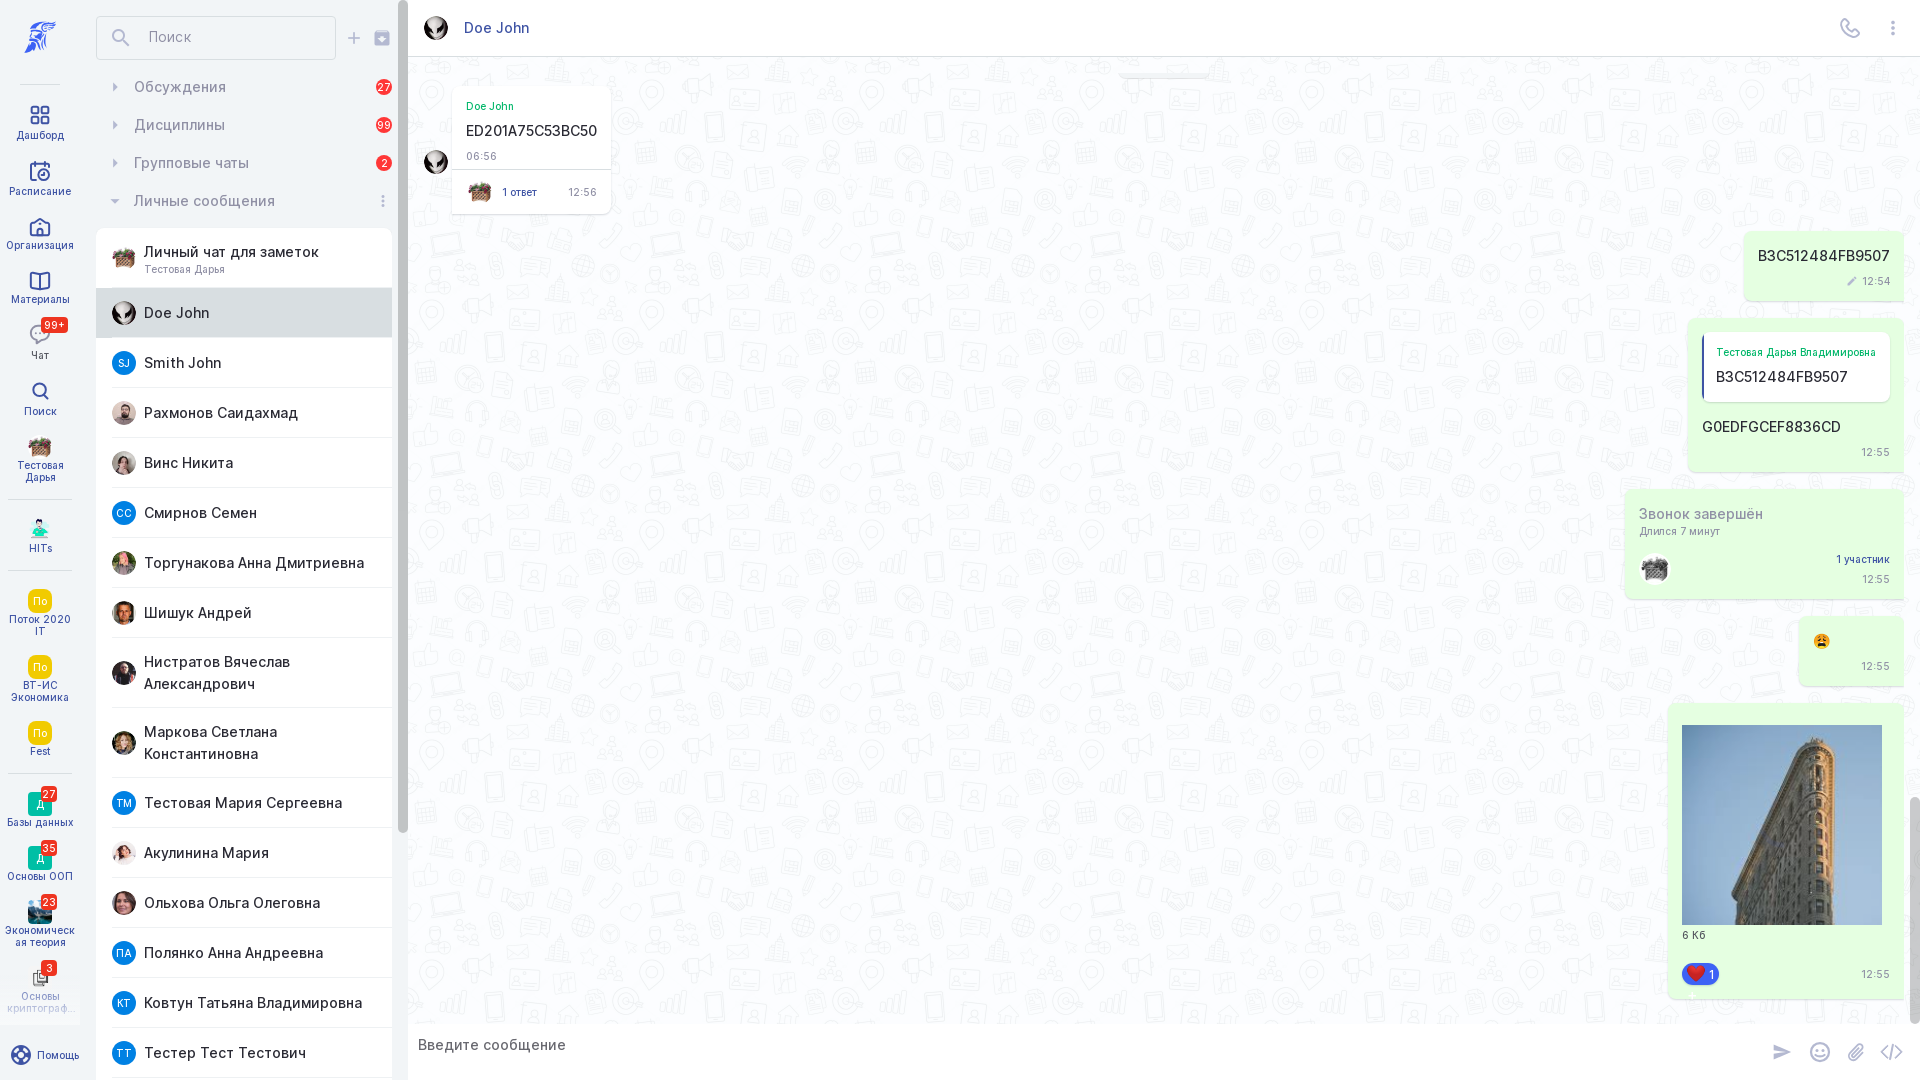 Дашборд
Расписание
Организация
Материалы
99+
Чат
Поиск
Тестовая
Дарья
HITs
По
Поток 2020
IT
По
ВТ-ИС
Экономика
По
Fest
27
Д
Базы данных
35
Д
Основы ООП
23
Экономическ
ая теория
3
Основы
криптограф...
Помощь
Поиск
Обсуждения
27
Дисциплины
99
Групповые чаты
2
Личные сообщения
Личный чат для заметок
Тестовая Дарья
Doe John
SJ
Smith John
Рахмонов Саидахмад
Винс Никита
СС
Смирнов Семен
Торгунакова Анна Дмитриевна
Шишук Андрей
Нистратов Вячеслав
Александрович
Маркова Светлана
Константиновна
ТМ
Тестовая Мария Сергеевна
Акулинина Мария
Ольхова Ольга Олеговна
ПА
Полянко Анна Андреевна
КТ
Ковтун Татьяна Владимировна
ТТ
Тестер Тест Тестович
Doe John
Doe John
ED201A75C53BC50
06:56
1 ответ
12:56
B3C512484FB9507
12:54
Тестовая Дарья Владимировна
B3C512484FB9507
G0EDFGCEF8836CD
12:55
Звонок завершён
Длился 7 минут
1 участник
12:55
12:55
6 Кб
1
12:55
Введите сообщение